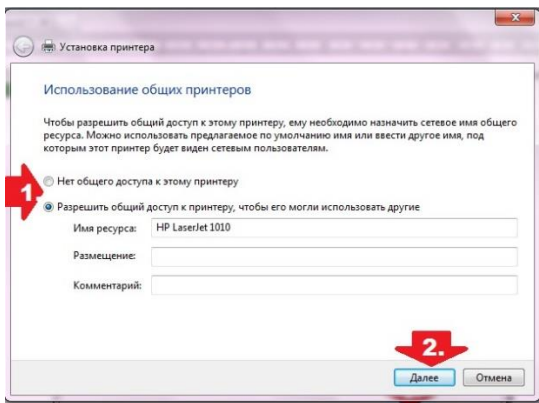 Установка принтера
Использование общих принтеров
Чтобы разрешить общий доступ к этому принтеру, ему необходимо назначить сетевое имя общего
ресурса. Можно использовать предлагаемое по умолчанию имя или ввести другое имя, под
которым этот принтер будет виден сетевым пользователям.
Нет общего доступа к этому принтеру
1.
Разрешить общий доступ к принтеру, чтобы его могли использовать другие
Имя ресурса: HP LaserJet 1010
Размещение:
Комментарий:
2.
Далее Отмена